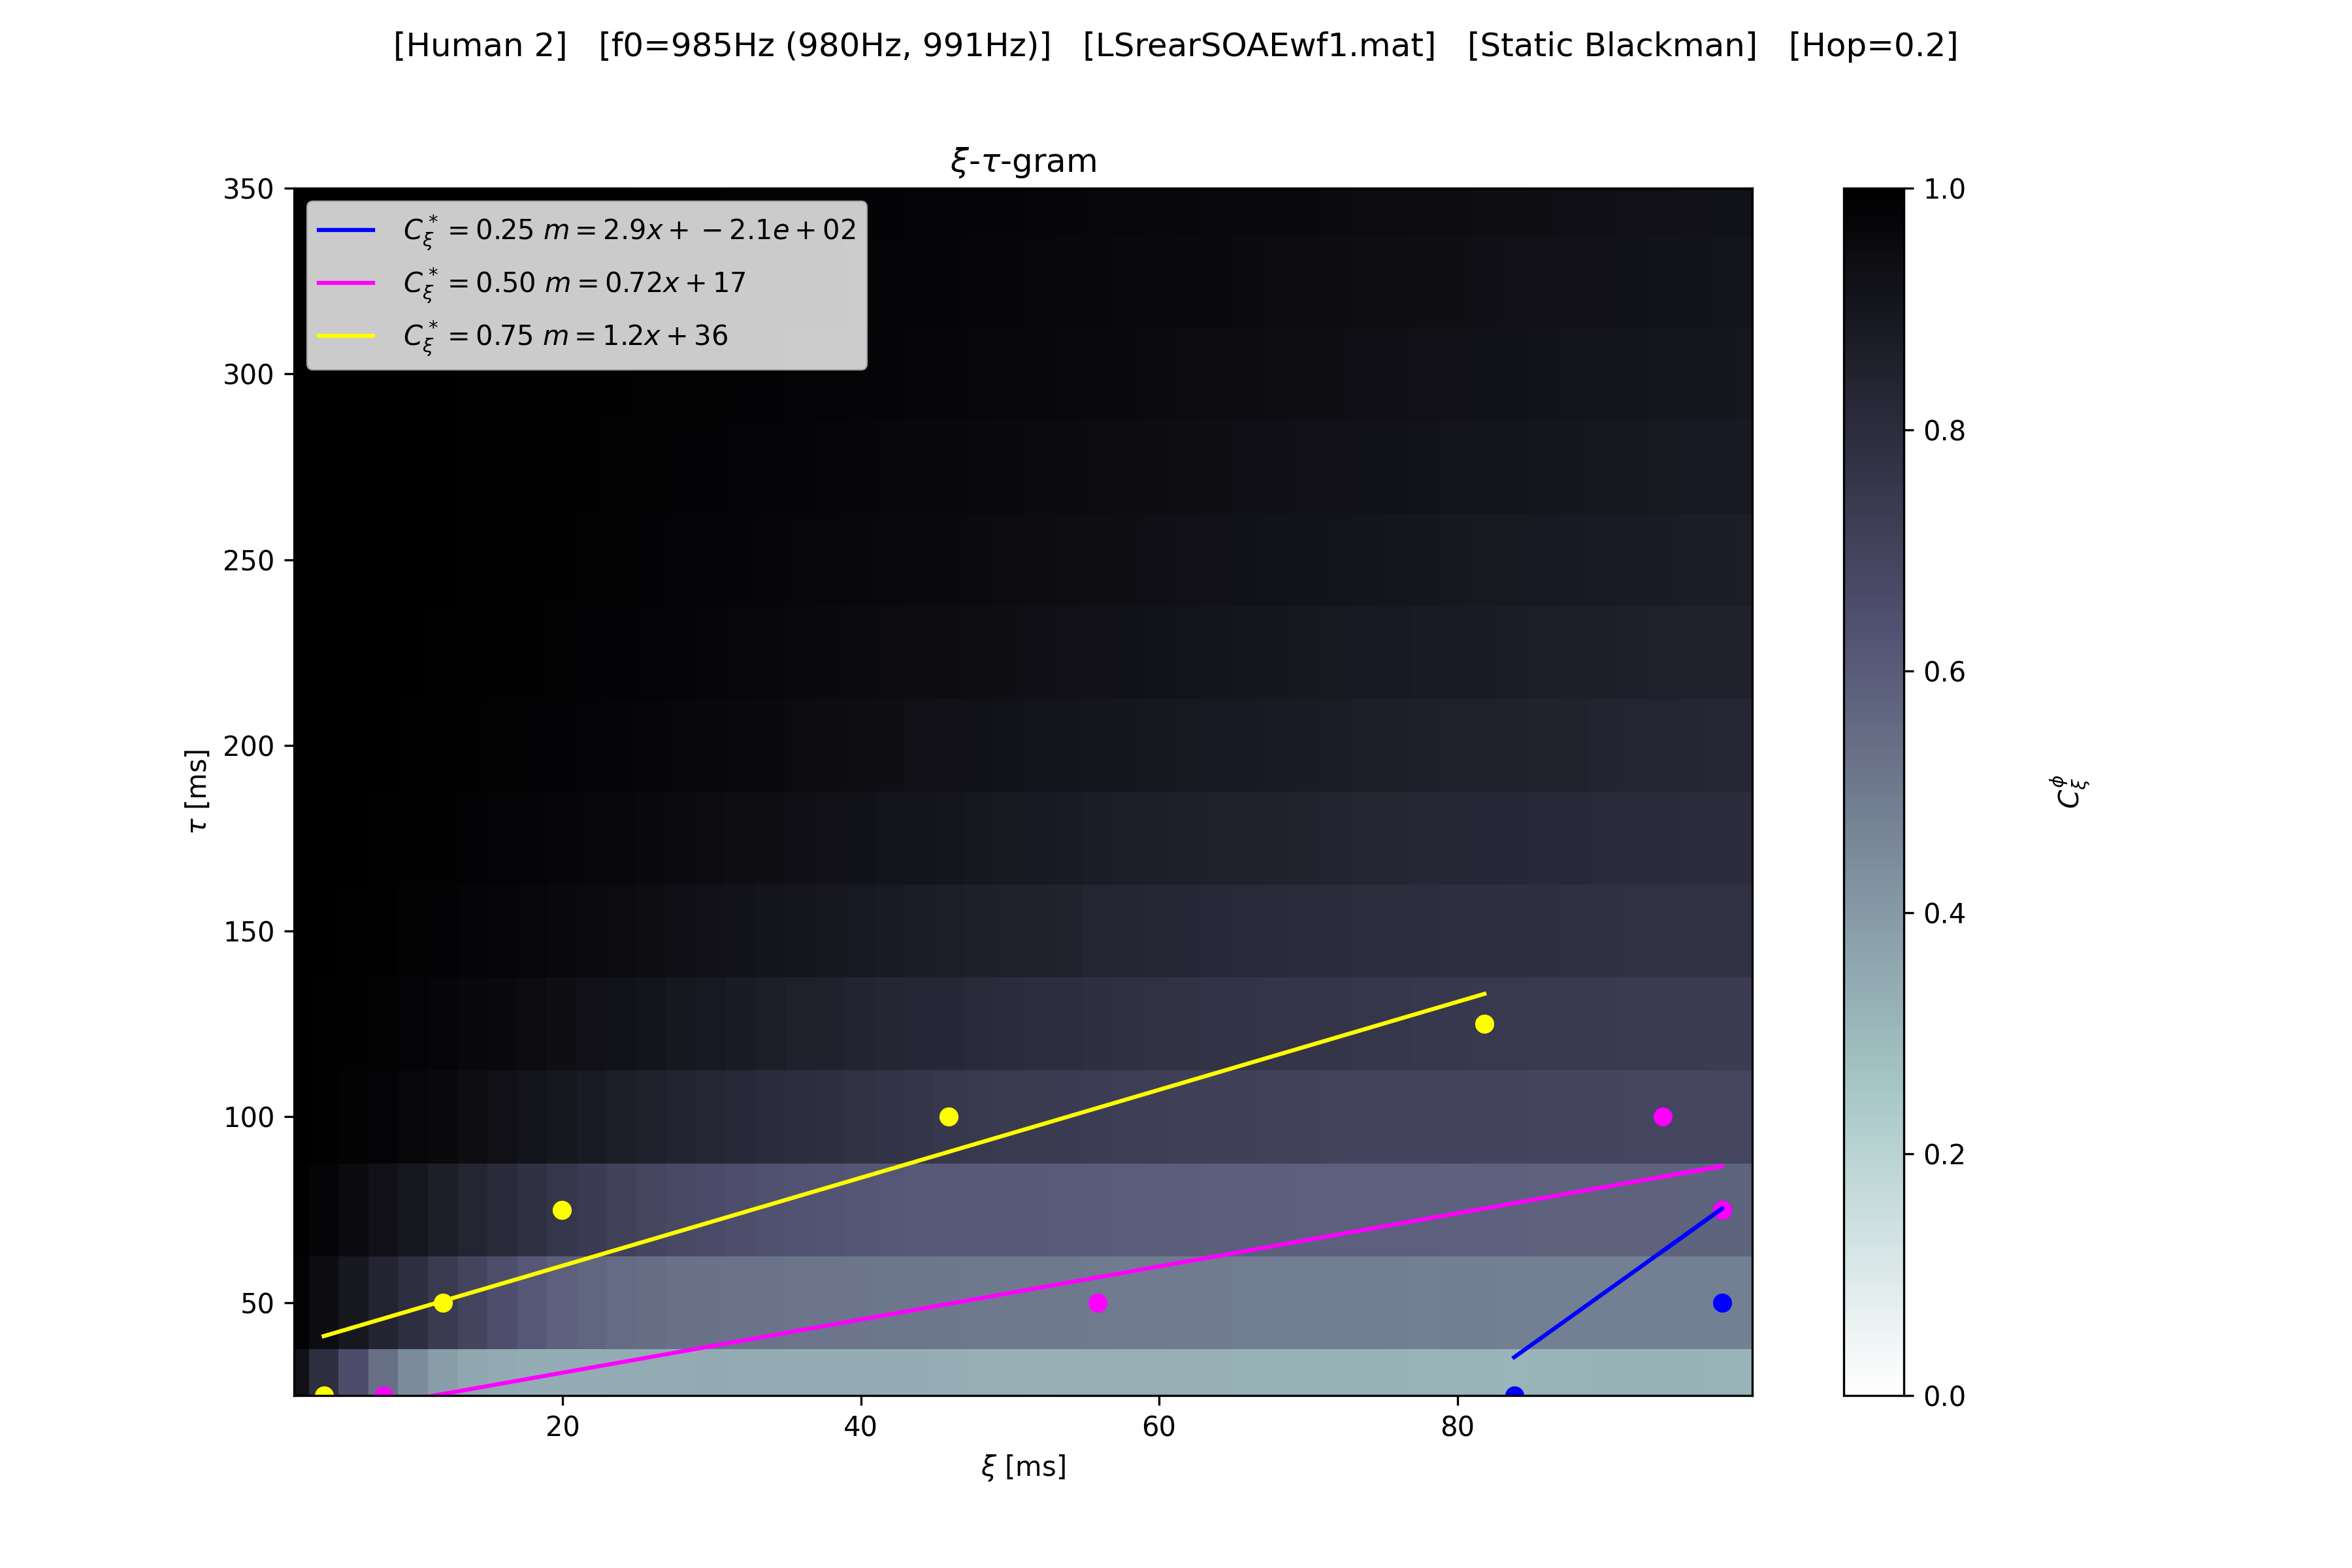 [Human 2] [f0=985Hz (980Hz, 991Hz)] [LSrearSOAEwf1.mat] [Static Blackman] [Hop=0.2]
ξ-τ-gram
C*ξ = 0.25 m = 2.9x + −2.1e + 02
C*ξ = 0.50 m = 0.72x + 17
C*ξ = 0.75 m = 1.2x + 36
350
300
250
200
150
100
50
τ [ms]
20 40 60 80
ξ [ms]
1.0
0.8
0.6
0.4
0.2
0.0
Cϕξ